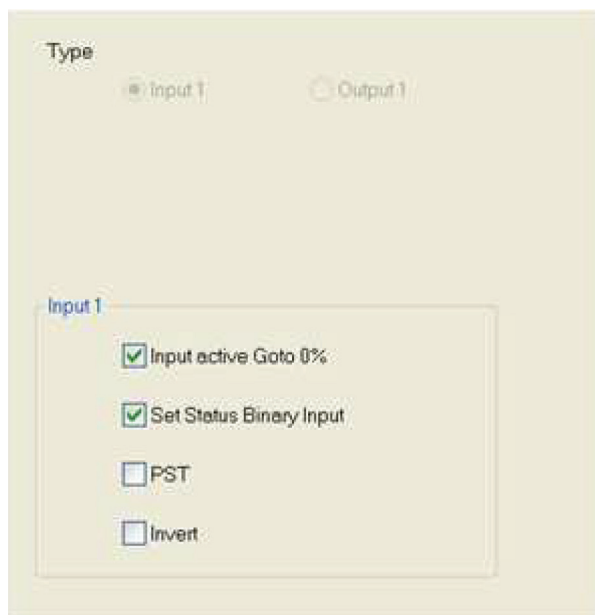 Type
Input 1 Output 1
Input 1
Input active Goto 0%
Set Status Binary Input
PST
Invert